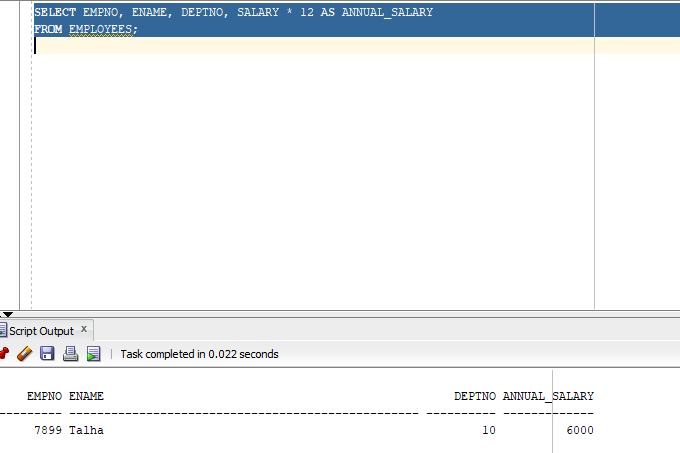 SELECT EMPNO, ENAME, DEPTNO, SALARY * 12 AS ANNUAL_SALARY
FROM EMPLOYEES;
Script Output x
Task completed in 0.022 seconds
EMPNO ENAME DEPTNO ANNUAL_SALARY
---------- -------------------------------------------------- ---------- -------------
7899 Talha 10 6000